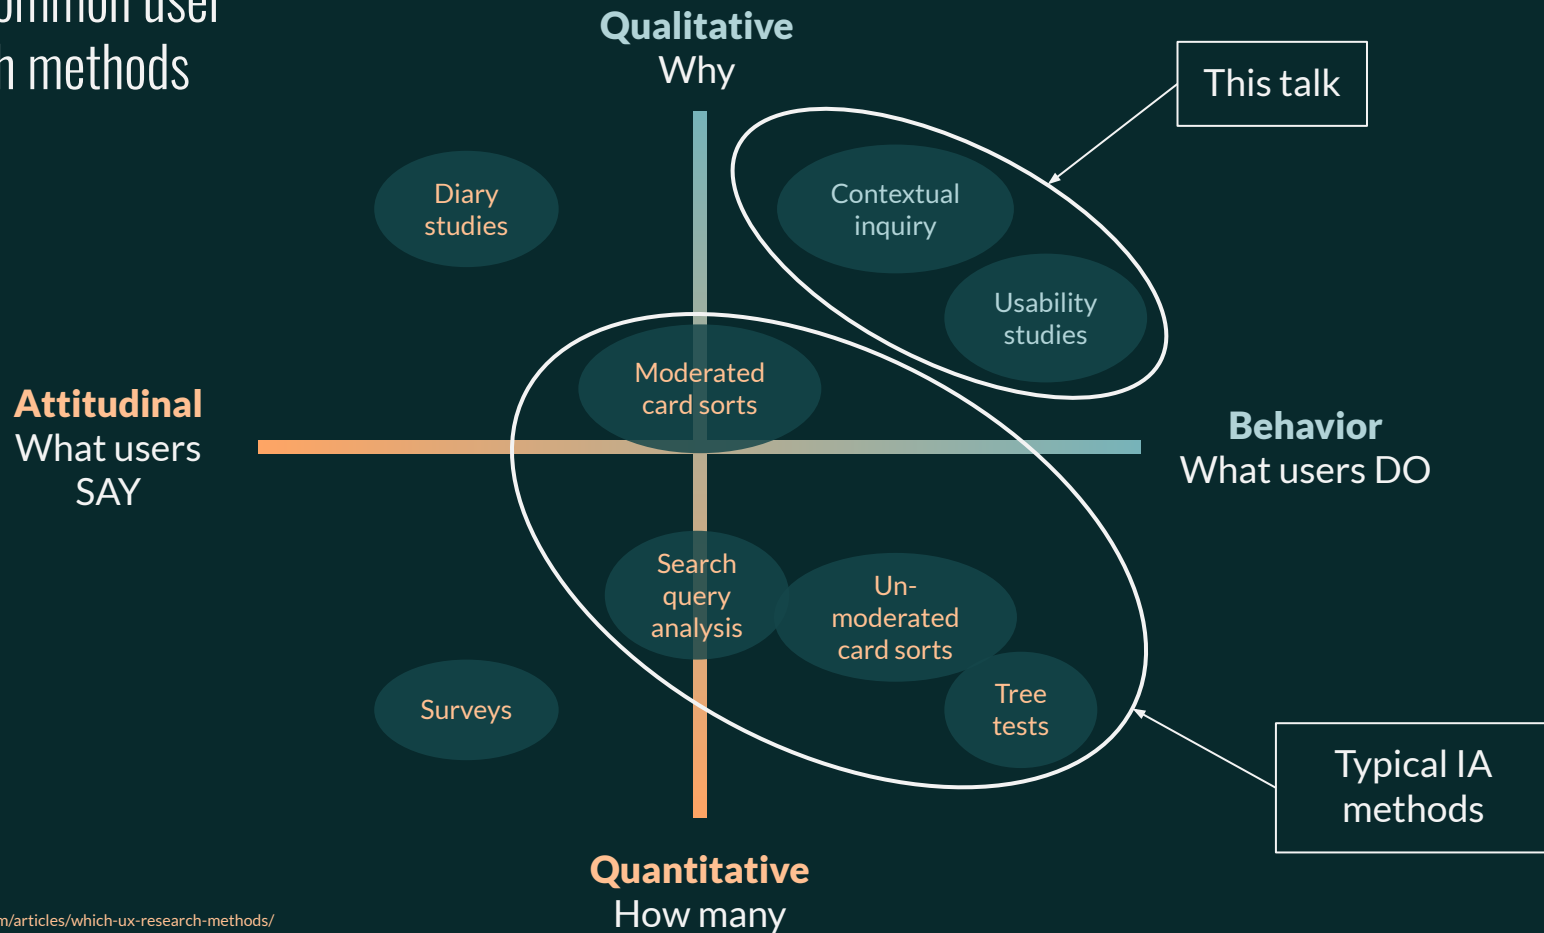 ommon user
h methods
Qualitative
Why
This talk
Diary
studies
Contextual
inquiry
Usability
studies
Moderated
card sorts
Attitudinal
What users
SAY
Behavior
What users DO
Search
query
analysis
Un-
moderated
card sorts
Surveys
Tree
tests
Typical IA
methods
Quantitative
How many
m/articles/which-ux-research-methods/